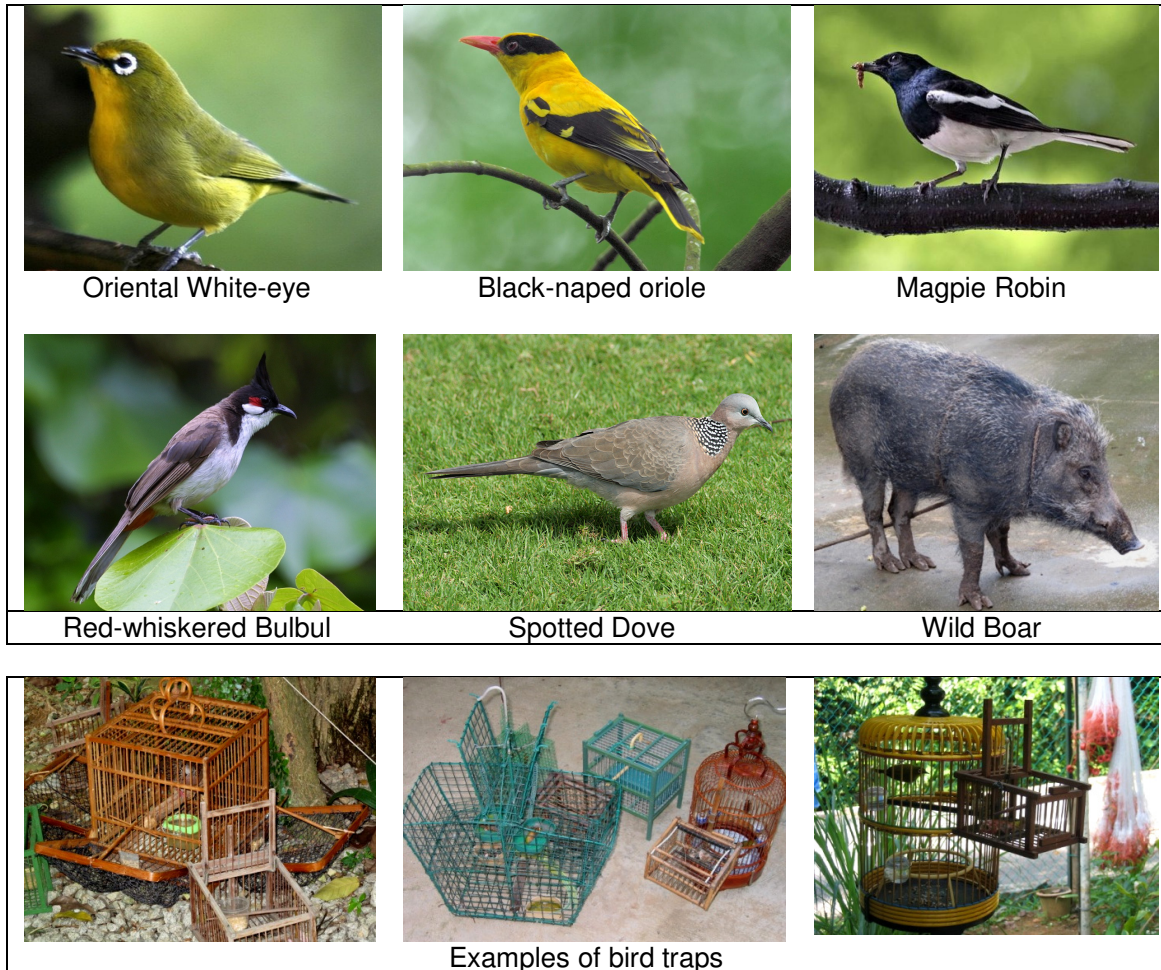 Oriental White-eye
Black-naped oriole
Magpie Robin
Red-whiskered Bulbul
Spotted Dove
Wild Boar
Examples of bird traps